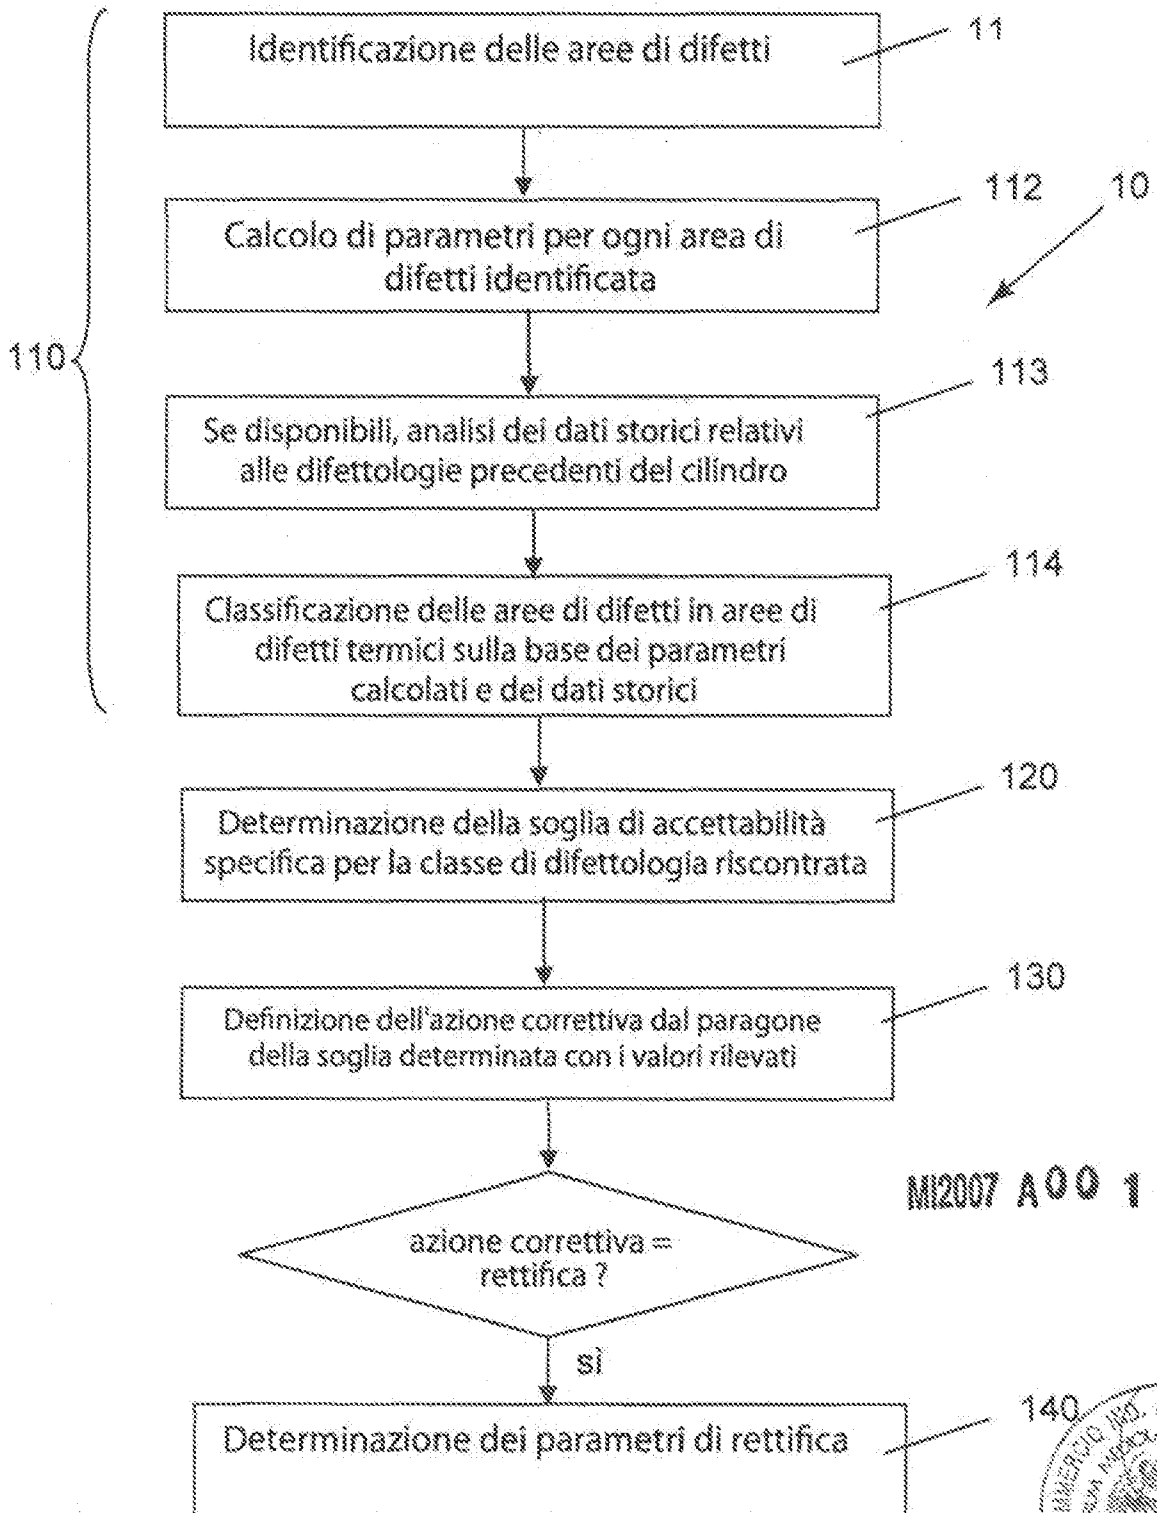 Identificazione delle aree di difetti
11
Calcolo di parametri per ogni area di
difetti identificata
112
10
110
Se disponibili, analisi dei dati storici relativi
alle difettologie precedenti del cilindro
113
Classificazione delle aree di difetti in aree di
difetti termici sulla base dei parametri
calcolati e dei dati storici
114
Determinazione della soglia di accettabilità
specifica per la classe di difettologia riscontrata
120
Definizione dell'azione correttiva dal paragone
della soglia determinata con i valori rilevati
130
MI2007 A 00 1
azione correttiva =
rettifica ?
sì
Determinazione dei parametri di rettifica
140
MMERCIO IND.